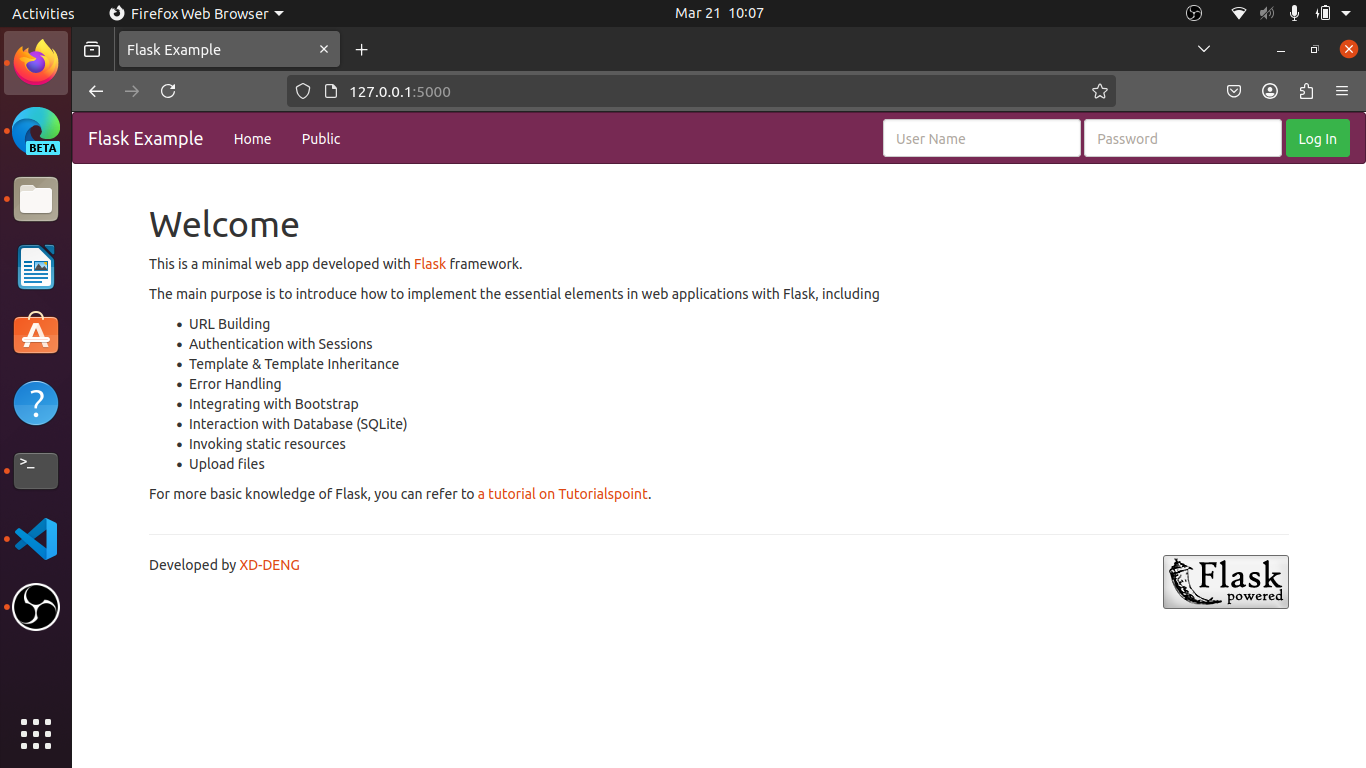 Activities
Firefox Web Browser
Mar 21 10:07
Flask Example
127.0.0.1:5000
BETA
Flask Example
Home
Public
User Name
Password
Log In
Welcome
This is a minimal web app developed with Flask framework.
The main purpose is to introduce how to implement the essential elements in web applications with Flask, including
URL Building
Authentication with Sessions
Template & Template Inheritance
Error Handling
Integrating with Bootstrap
Interaction with Database (SQLite)
Invoking static resources
Upload files
For more basic knowledge of Flask, you can refer to a tutorial on Tutorialspoint.
Developed by XD-DENG
Flask
powered